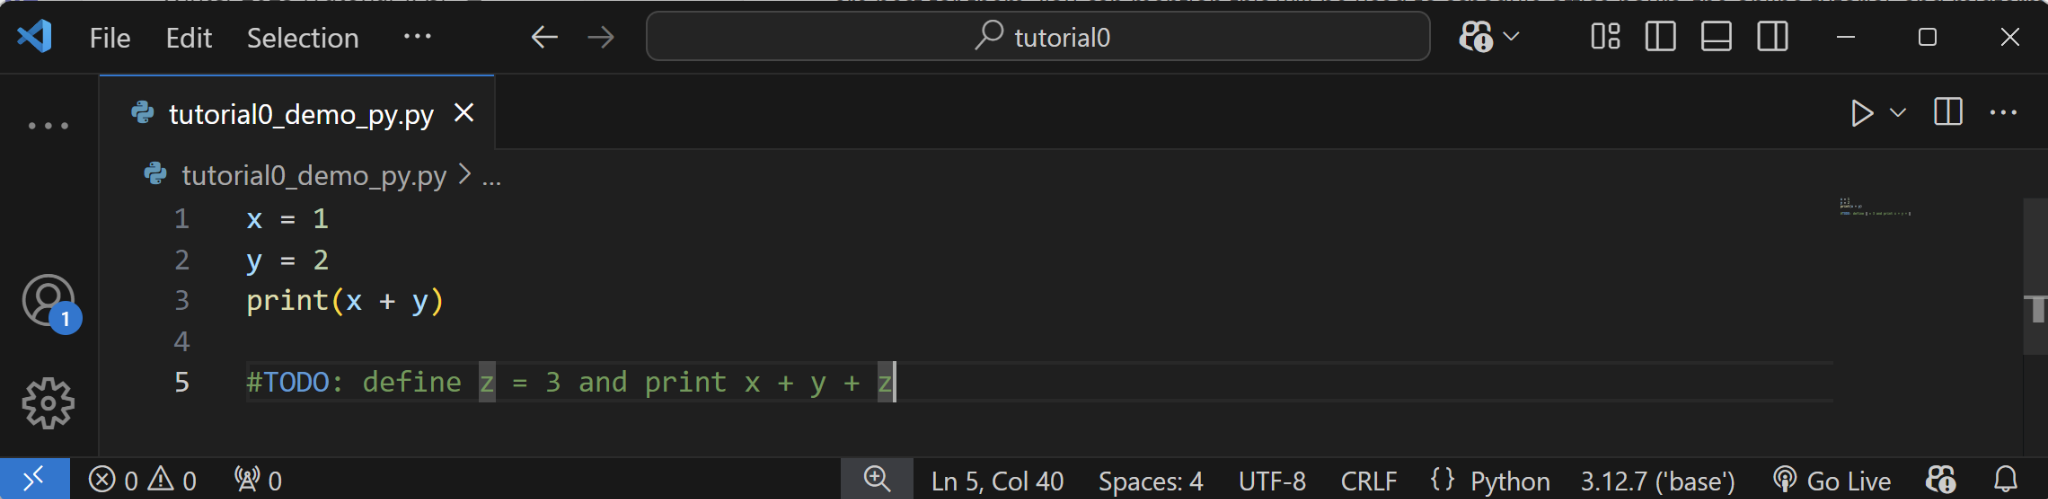 File Edit Selection ··· tutorial0
tutorial0_demo_py.py
tutorial0_demo_py.py > ...
1 x = 1
2 y = 2
3 print(x + y)
4
5 #TODO: define z = 3 and print x + y + z
1
0 0 0 Ln 5, Col 40 Spaces: 4 UTF-8 CRLF {} Python 3.12.7 ('base') Go Live